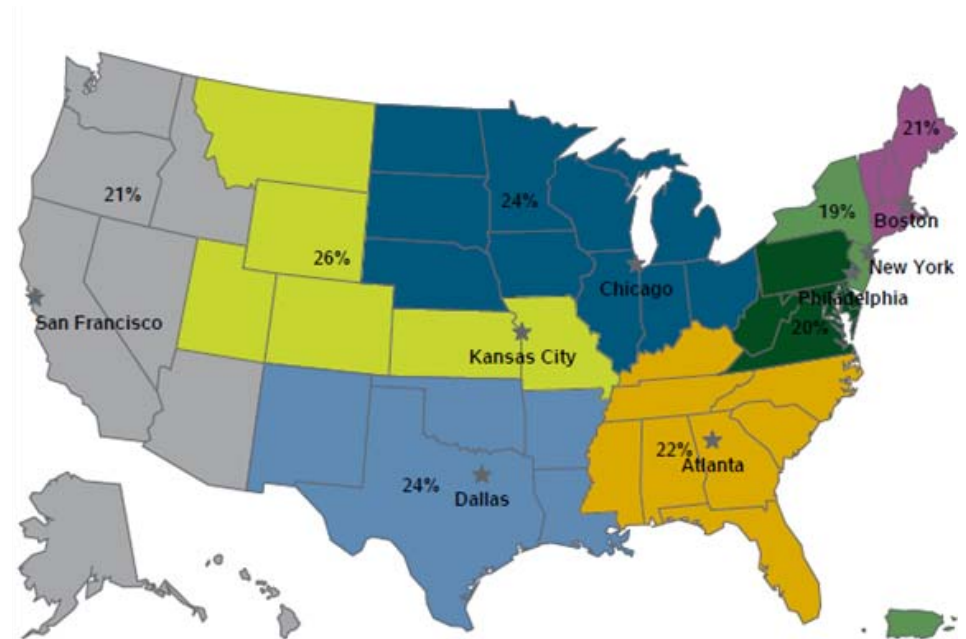 21%
21%
24%
19%
Boston
26%
New York
Chicago
Philadelphia
San Francisco
20%
Kansas City
22%
Atlanta
24%
Dallas